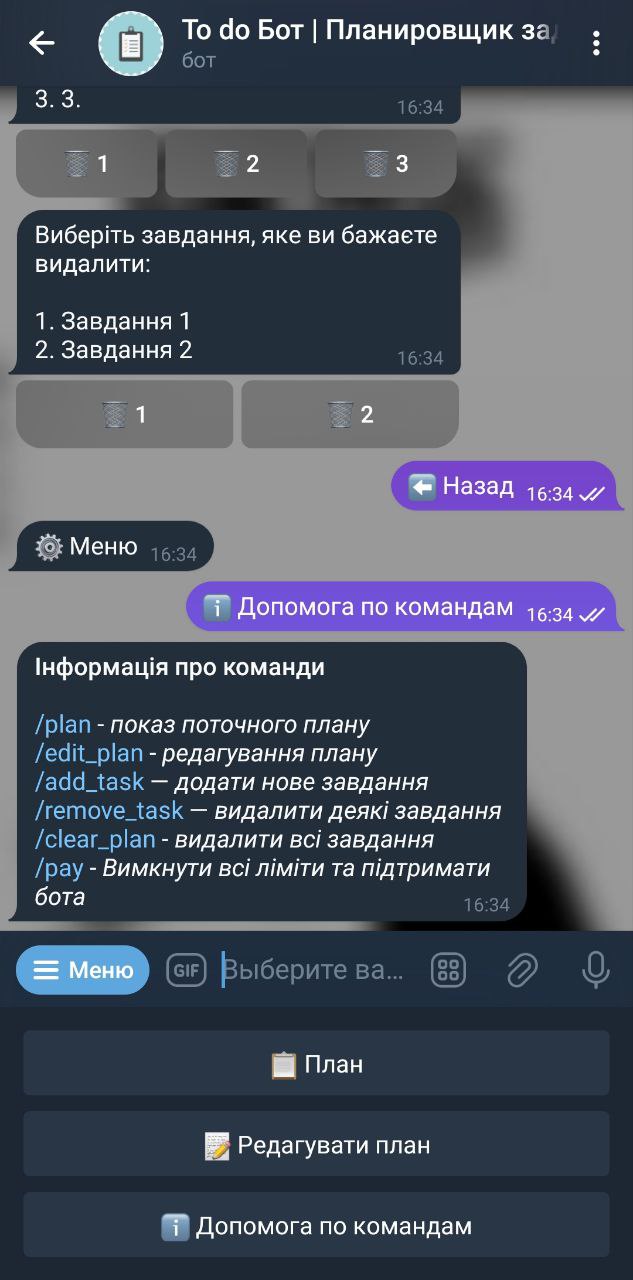 To do Бот | Планировщик за
бот
3. 3.
16:34
1
2
3
Виберіть завдання, яке ви бажаєте
видалити:
1. Завдання 1
2. Завдання 2
16:34
1
2
Назад 16:34
Меню 16:34
Допомога по командам 16:34
Інформація про команди
/plan - показ поточного плану
/edit_plan - редагування плану
/add_task — додати нове завдання
/remove_task — видалити деякі завдання
/clear_plan - видалити всі завдання
/pay - Вимкнути всі ліміти та підтримати
бота
16:34
Меню GIF Выберите ва...
План
Редагувати план
Допомога по командам